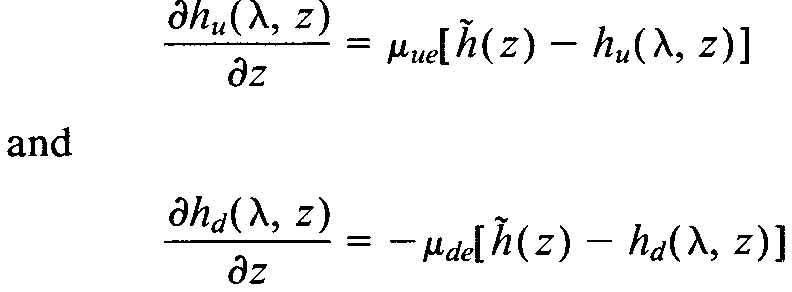 ∂h_u(λ, z)/∂z = μ_ue[h̃(z) − h_u(λ, z)]
and
∂h_d(λ, z)/∂z = −μ_de[h̃(z) − h_d(λ, z)]